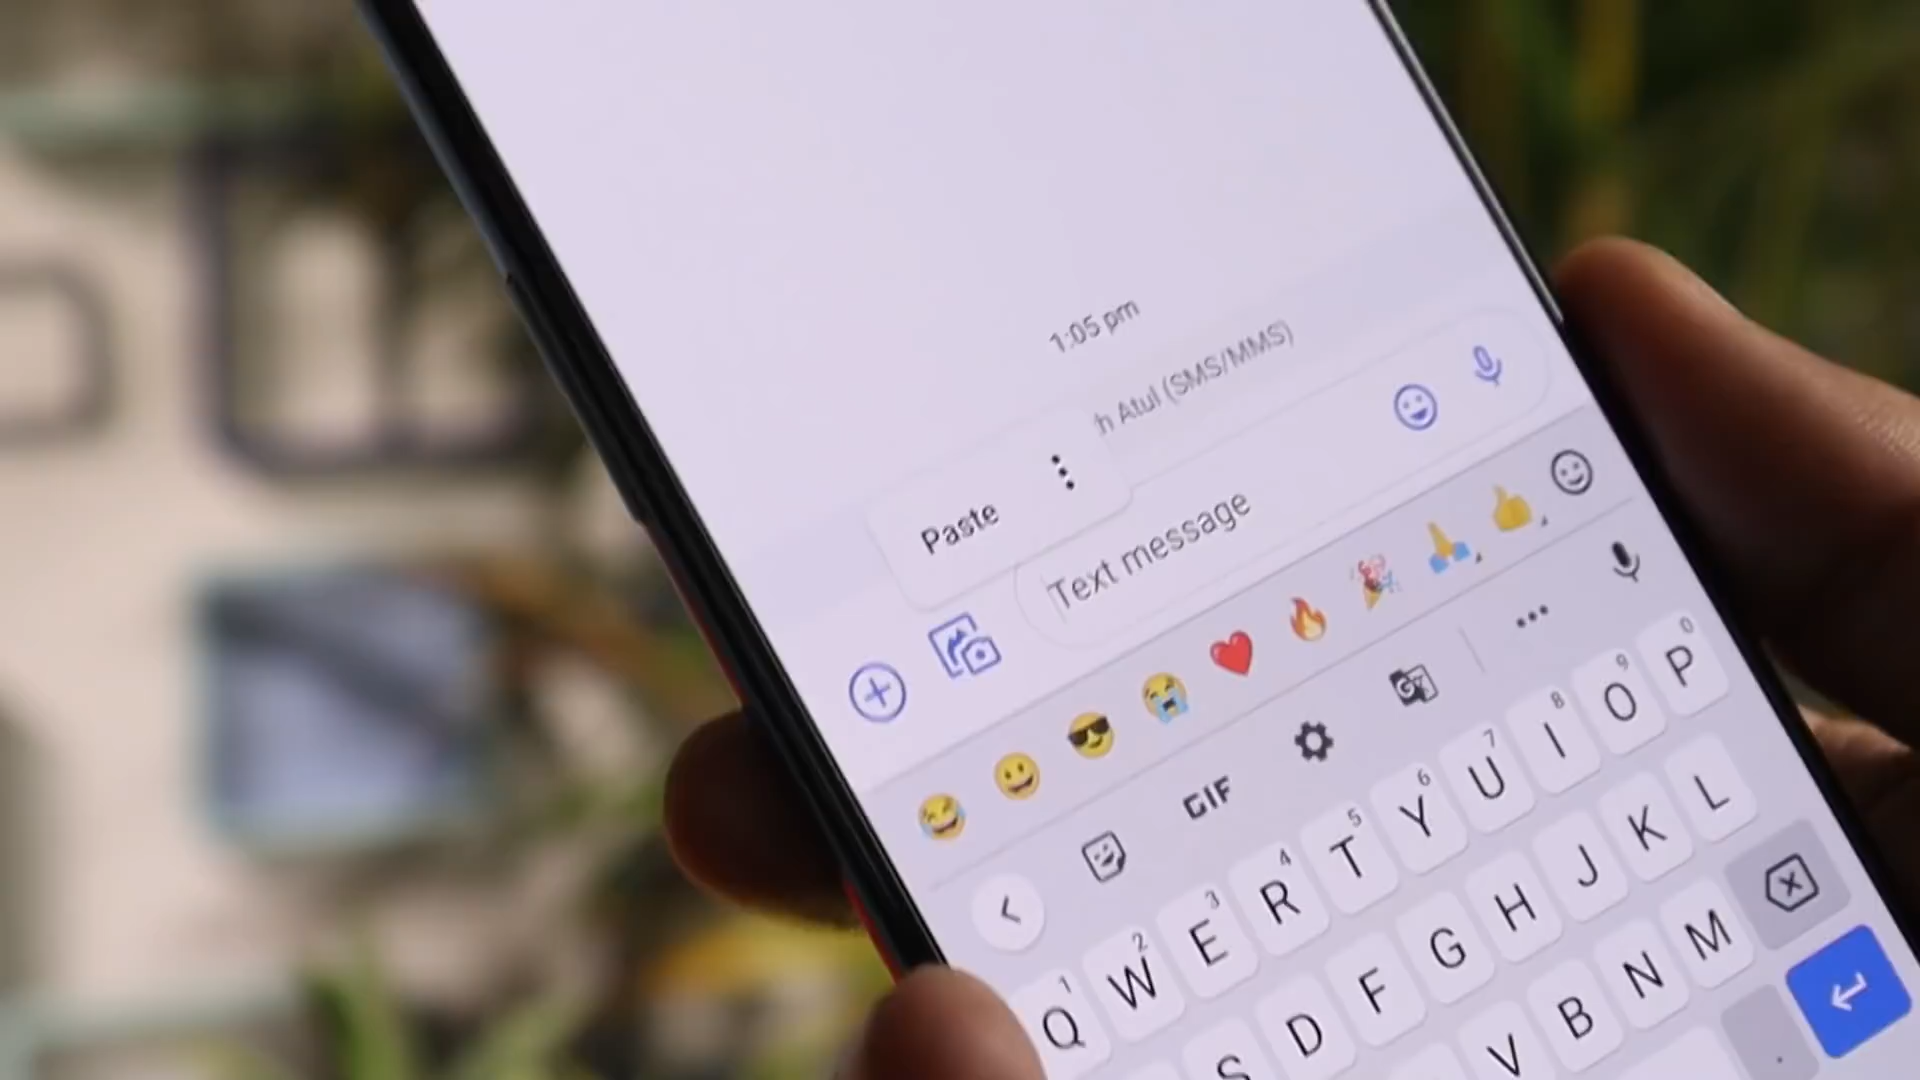 1:05 pm
h Atul (SMS/MMS)
Paste
Text message
GIF
1 2 3 4 5 6 7 8 9 0
Q W E R T Y U I O P
S D F G H J K L
V B N M
.